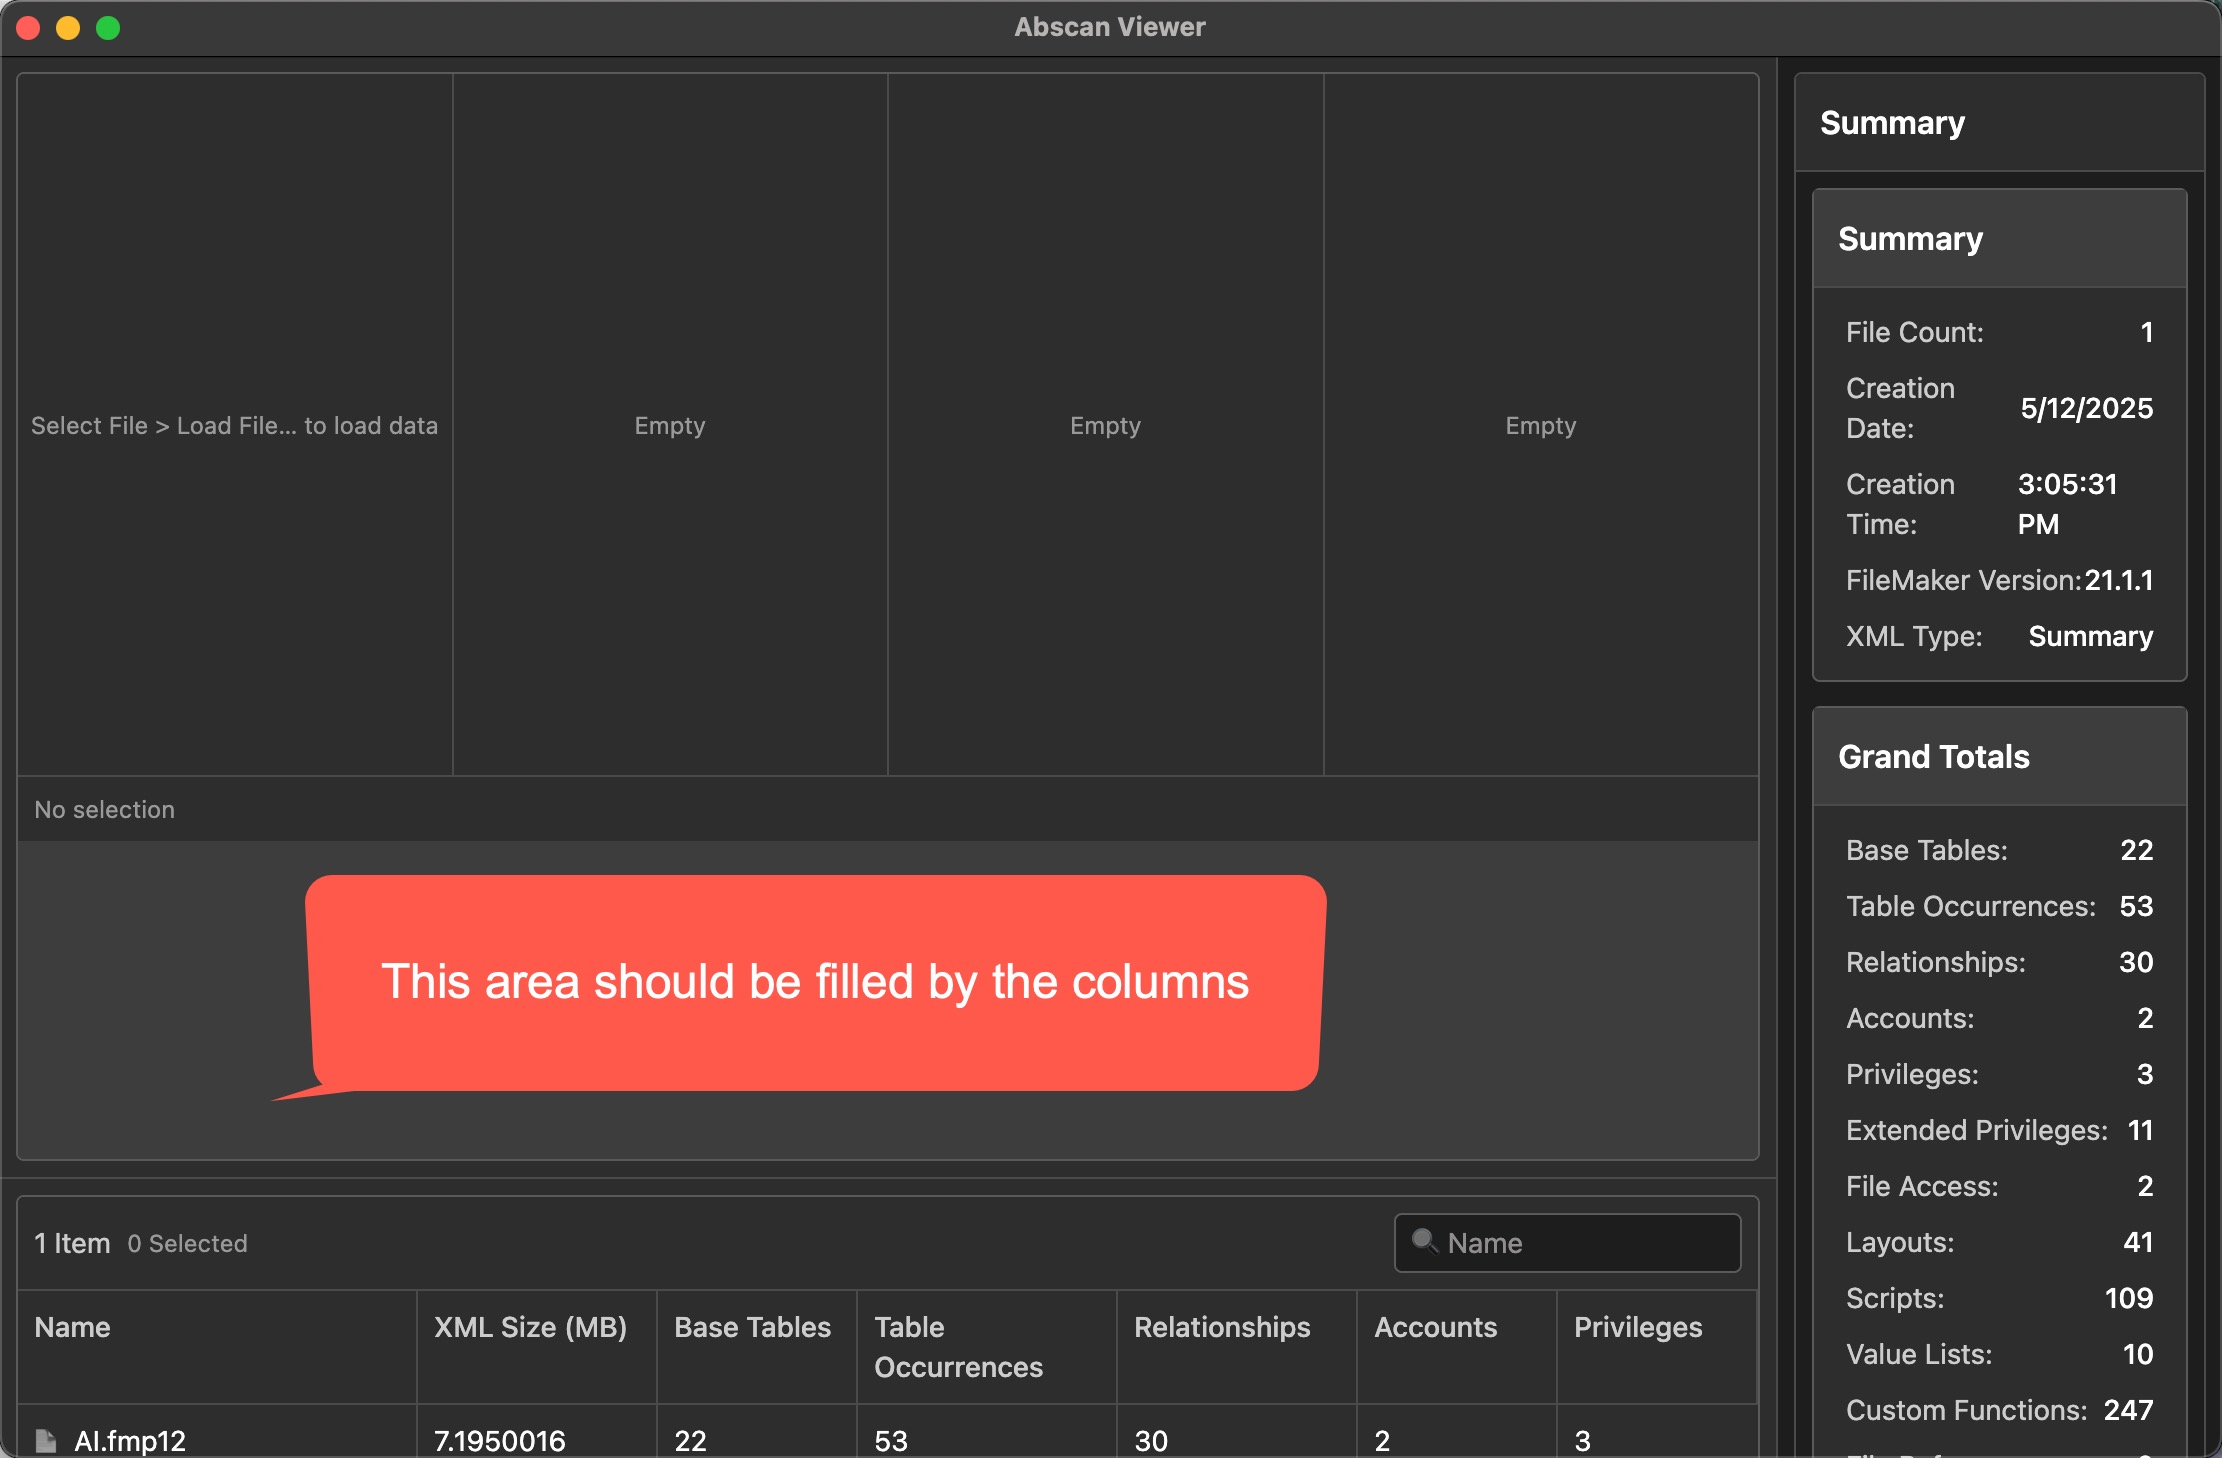 Abscan Viewer
Select File > Load File... to load data
Empty
Empty
Empty
No selection
This area should be filled by the columns
1 Item 0 Selected
Name
Name XML Size (MB) Base Tables Table Occurrences Relationships Accounts Privileges
AI.fmp12 7.1950016 22 53 30 2 3
Summary
Summary
File Count: 1
Creation Date: 5/12/2025
Creation Time: 3:05:31 PM
FileMaker Version: 21.1.1
XML Type: Summary
Grand Totals
Base Tables: 22
Table Occurrences: 53
Relationships: 30
Accounts: 2
Privileges: 3
Extended Privileges: 11
File Access: 2
Layouts: 41
Scripts: 109
Value Lists: 10
Custom Functions: 247